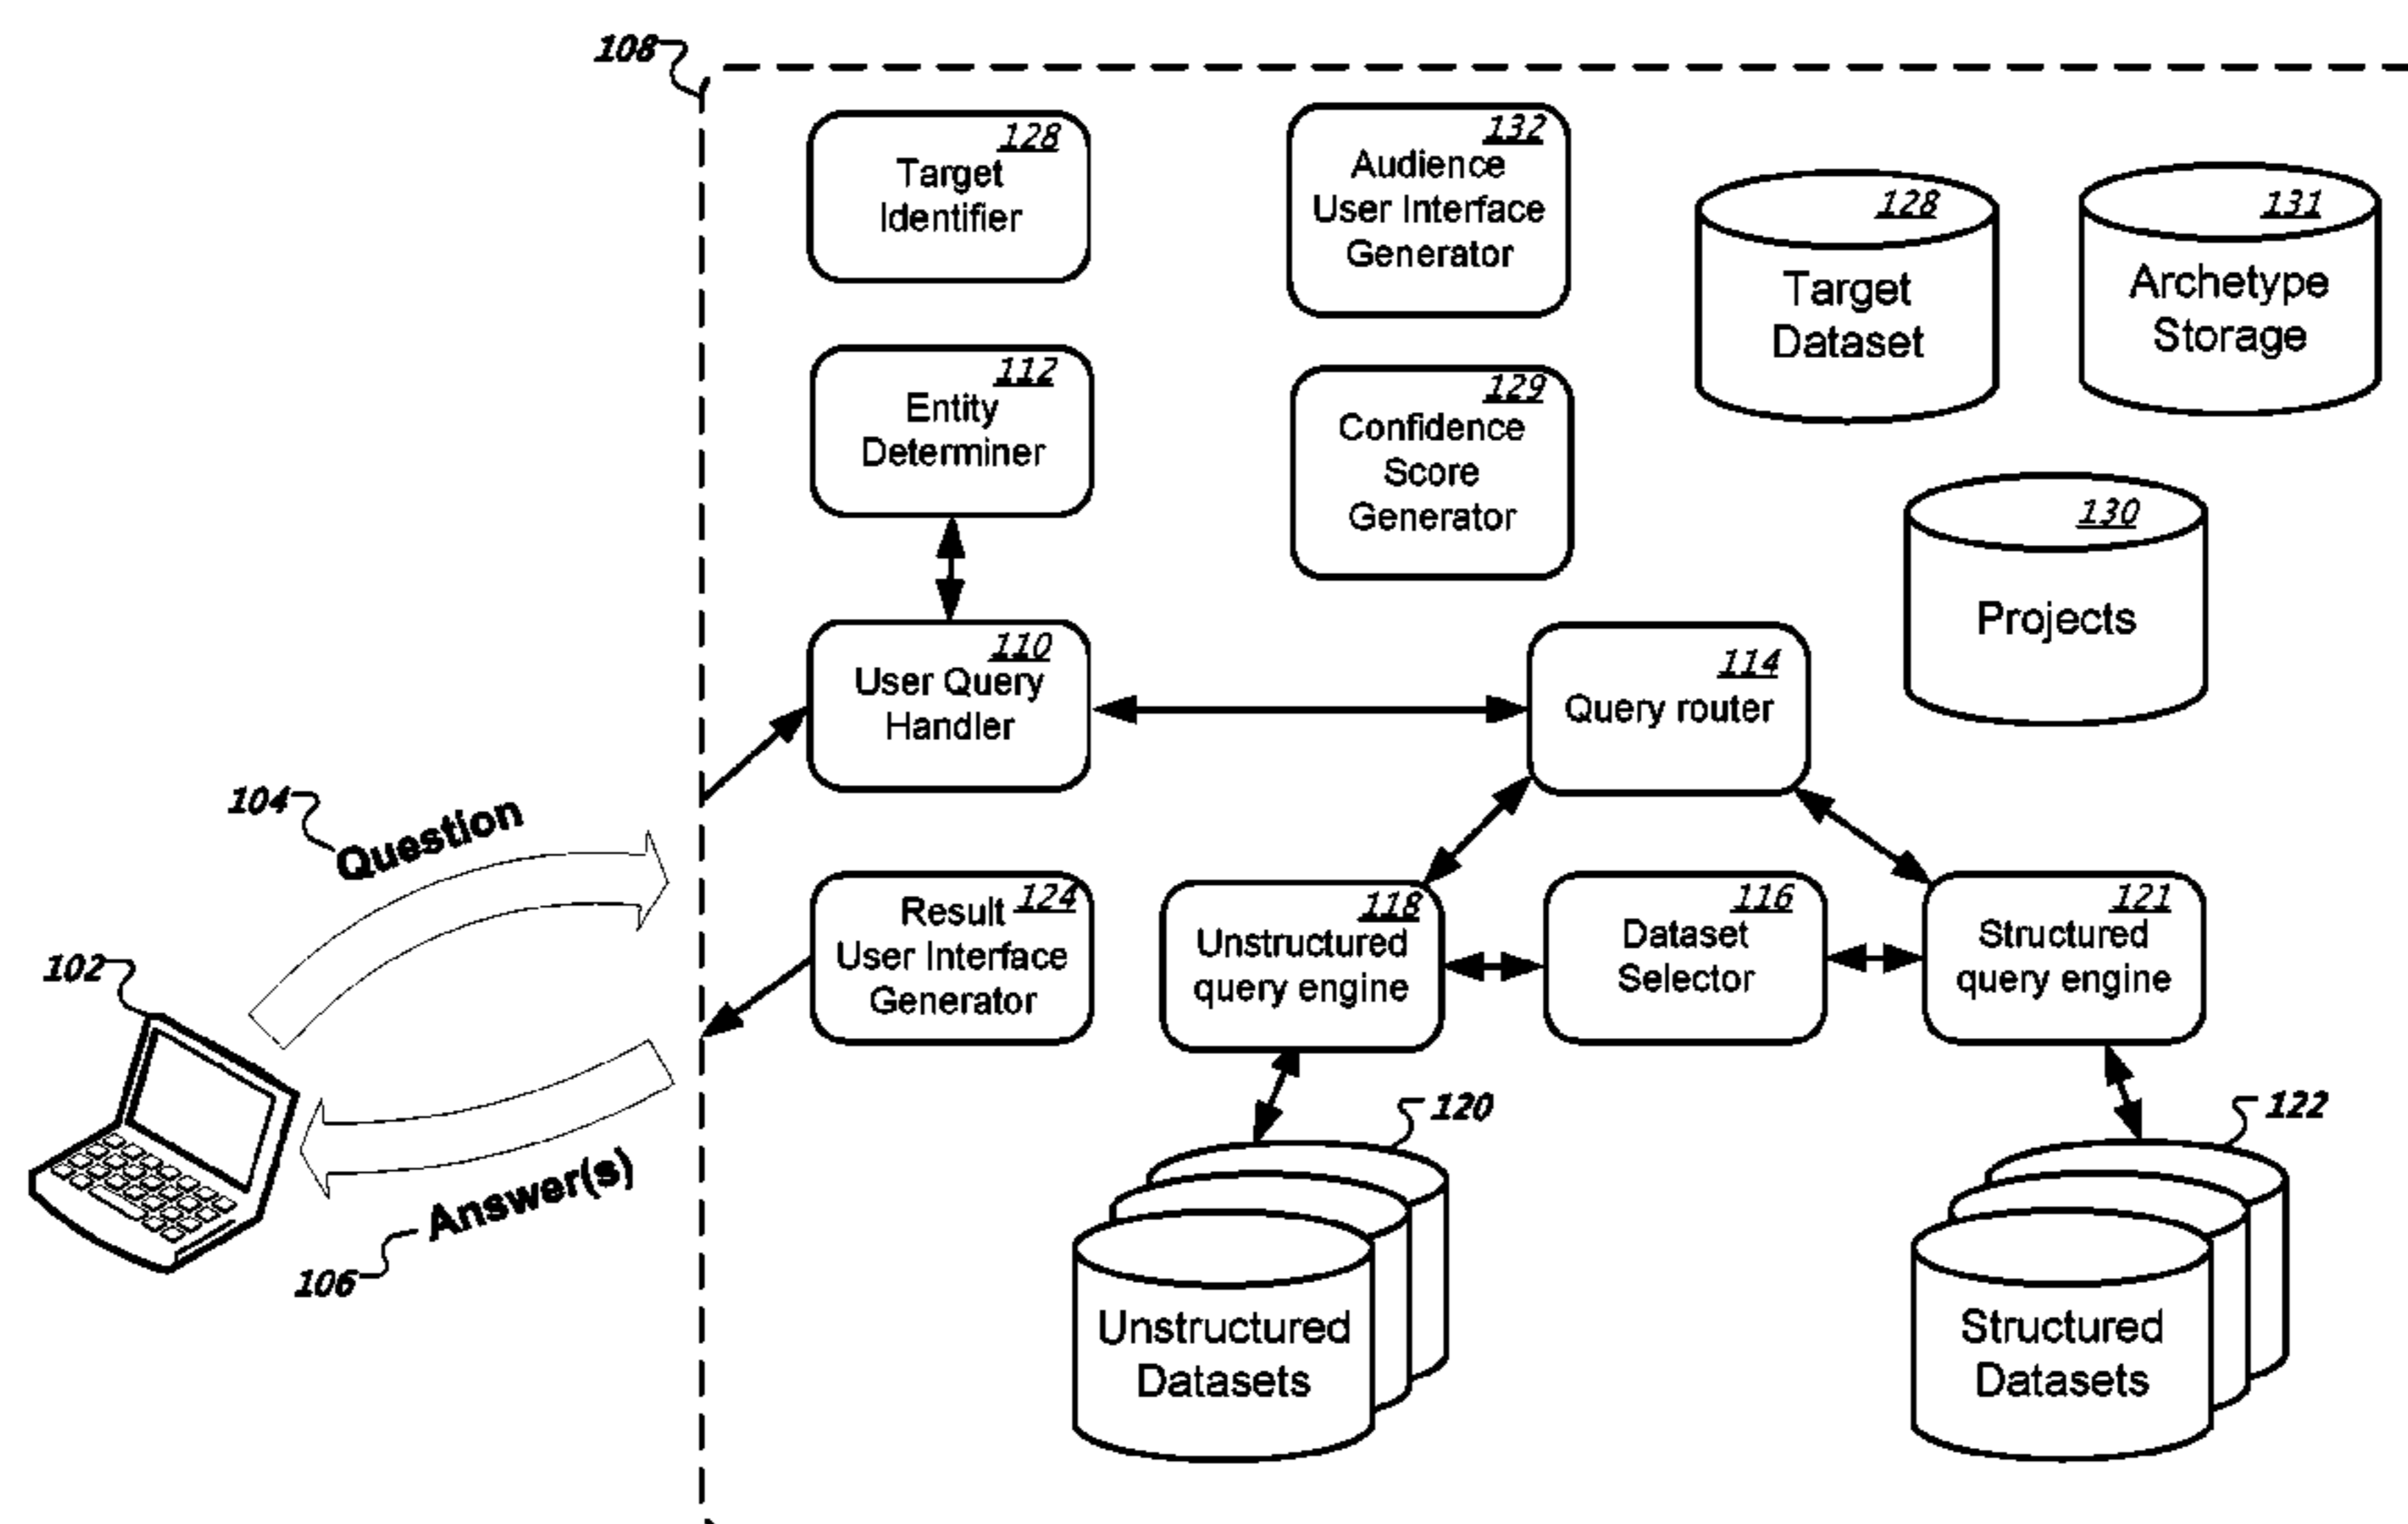 108
128
Target
Identifier
132
Audience
User Interface
Generator
128
Target
Dataset
131
Archetype
Storage
112
Entity
Determiner
129
Confidence
Score
Generator
130
Projects
110
User Query
Handler
114
Query router
104
Question
124
Result
User Interface
Generator
118
Unstructured
query engine
116
Dataset
Selector
121
Structured
query engine
102
106
Answer(s)
120
Unstructured
Datasets
122
Structured
Datasets